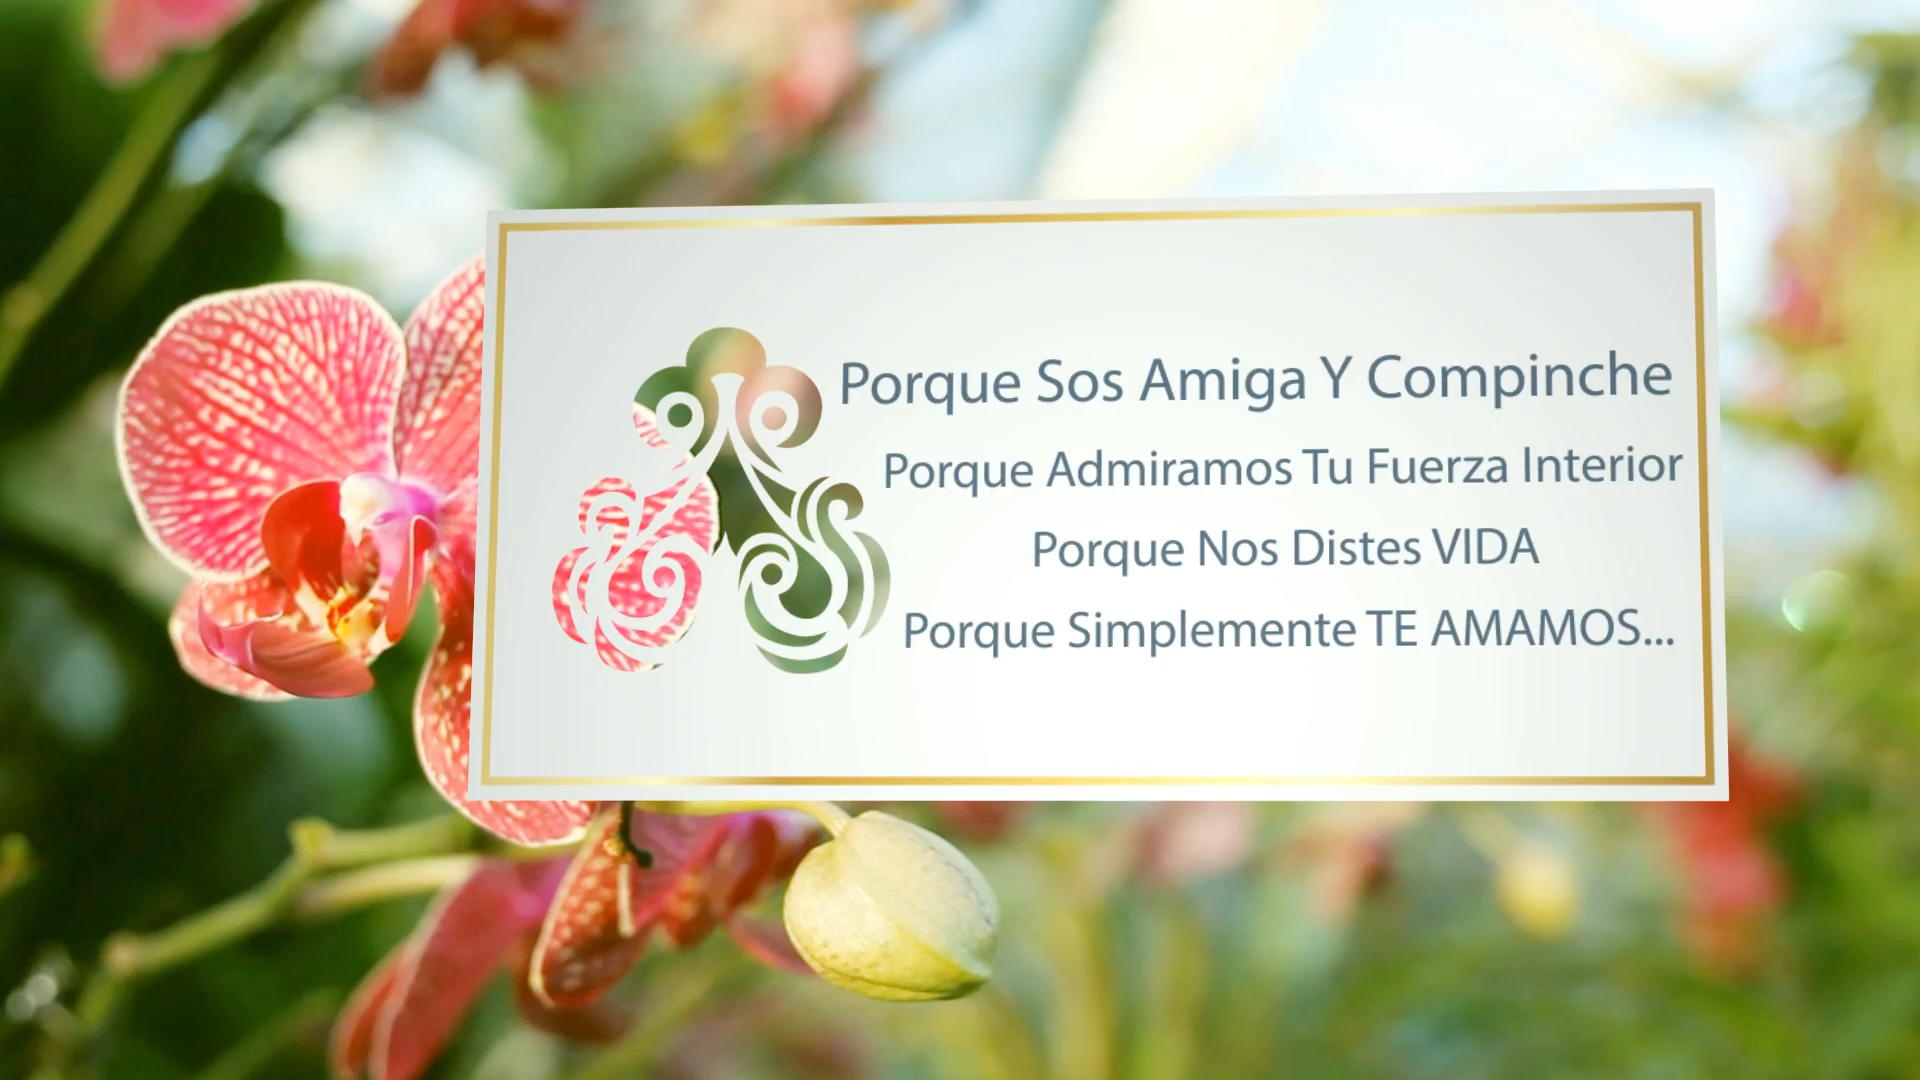 Porque Sos Amiga Y Compinche
Porque Admiramos Tu Fuerza Interior
Porque Nos Distes VIDA
Porque Simplemente TE AMAMOS...